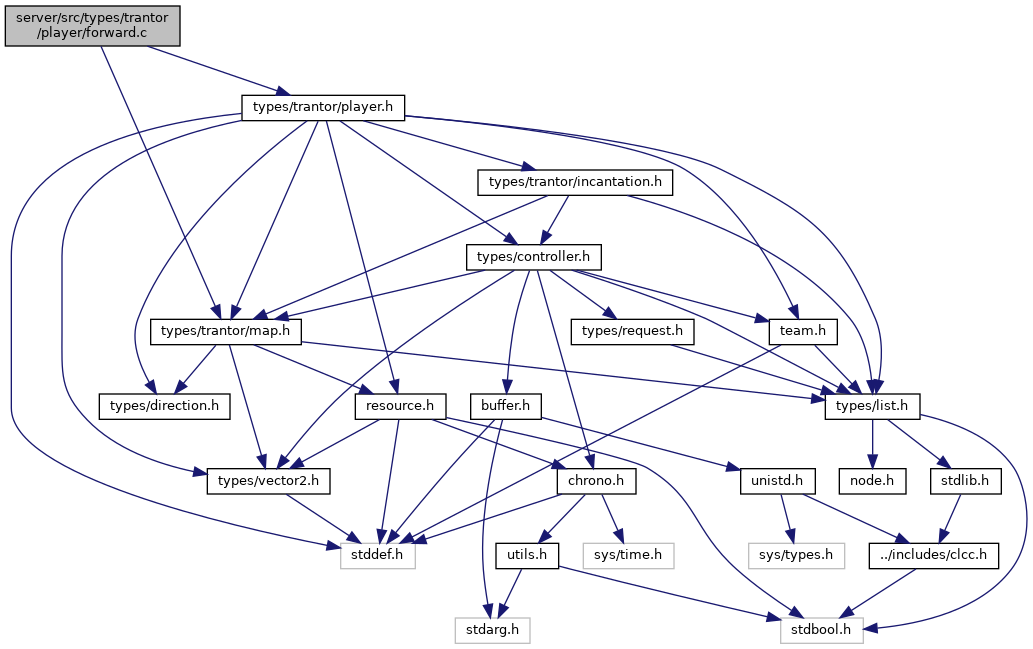 server/src/types/trantor
/player/forward.c
types/trantor/player.h
types/trantor/incantation.h
types/controller.h
types/trantor/map.h
types/request.h
team.h
types/direction.h
resource.h
buffer.h
types/list.h
types/vector2.h
chrono.h
unistd.h
node.h
stdlib.h
stddef.h
utils.h
sys/time.h
sys/types.h
../includes/clcc.h
stdarg.h
stdbool.h